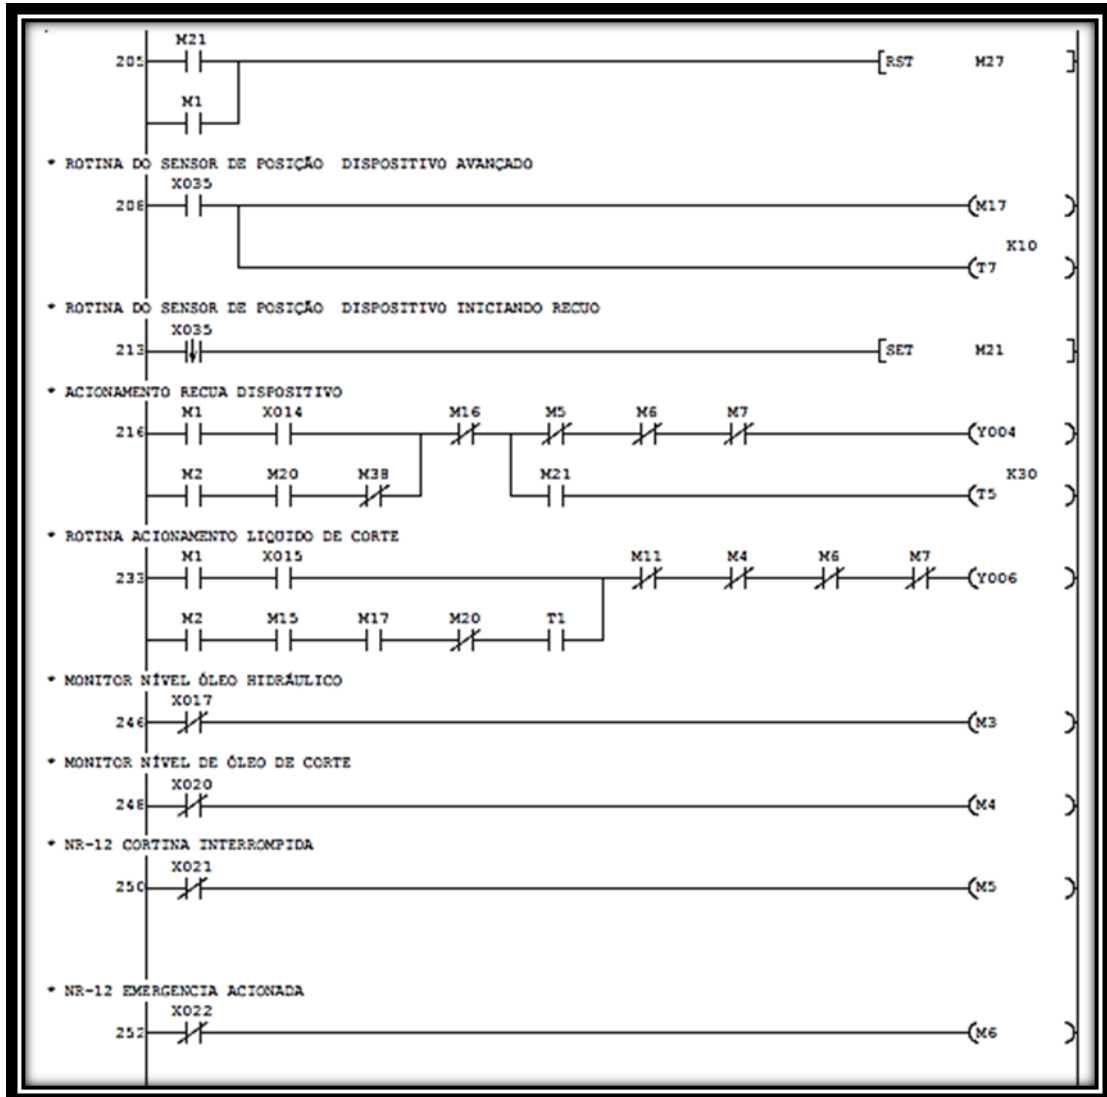 M21
205 RST M27
M1
* ROTINA DO SENSOR DE POSIÇÃO DISPOSITIVO AVANÇADO
X035
208 M17
K10
T7
* ROTINA DO SENSOR DE POSIÇÃO DISPOSITIVO INICIANDO RECUO
X035
213 SET M21
* ACIONAMENTO RECUA DISPOSITIVO
M1 X014 M16 M5 M6 M7
216 Y004
M2 M20 M38 M21 K30
T5
* ROTINA ACIONAMENTO LIQUIDO DE CORTE
M1 X015 M11 M4 M6 M7
233 Y006
M2 M15 M17 M20 T1
* MONITOR NÍVEL ÓLEO HIDRÁULICO
X017
246 M3
* MONITOR NÍVEL DE ÓLEO DE CORTE
X020
248 M4
* NR-12 CORTINA INTERROMPIDA
X021
250 M5
* NR-12 EMERGENCIA ACIONADA
X022
252 M6